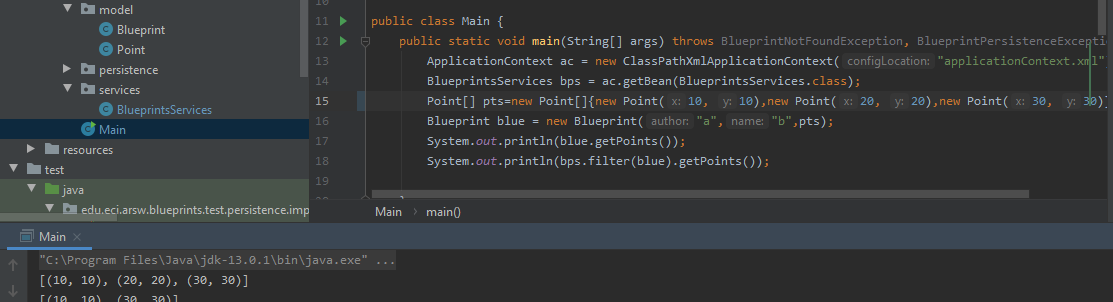 model
Blueprint
Point
persistence
services
BlueprintsServices
Main
resources
test
java
edu.eci.arsw.blueprints.test.persistence.imp
11 public class Main {
12 public static void main(String[] args) throws BlueprintNotFoundException, BlueprintPersistenceExcepti
13 ApplicationContext ac = new ClassPathXmlApplicationContext( configLocation: "applicationContext.xml"
14 BlueprintsServices bps = ac.getBean(BlueprintsServices.class);
15 Point[] pts=new Point[]{new Point( x: 10, y: 10),new Point( x: 20, y: 20),new Point( x: 30, y: 30)}
16 Blueprint blue = new Blueprint( author: "a", name: "b",pts);
17 System.out.println(blue.getPoints());
18 System.out.println(bps.filter(blue).getPoints());
19
Main › main()
Main ×
"C:\Program Files\Java\jdk-13.0.1\bin\java.exe" ...
[(10, 10), (20, 20), (30, 30)]
[(10, 10), (30, 30)]